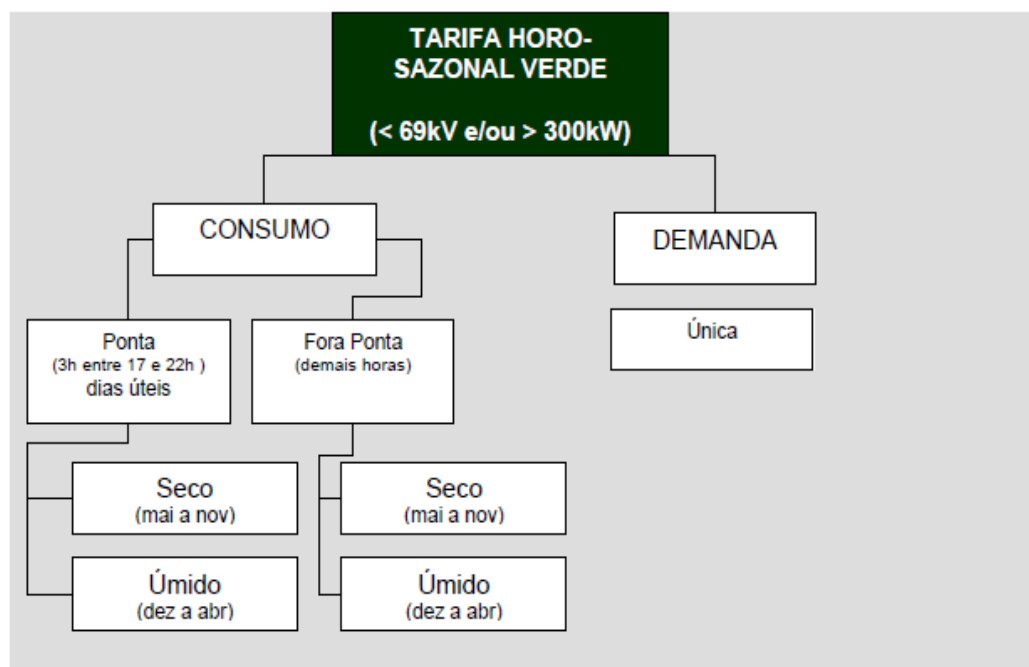 TARIFA HORO-
SAZONAL VERDE
(< 69kV e/ou > 300kW)
CONSUMO
DEMANDA
Ponta
(3h entre 17 e 22h )
dias úteis
Fora Ponta
(demais horas)
Única
Seco
(mai a nov)
Seco
(mai a nov)
Úmido
(dez a abr)
Úmido
(dez a abr)